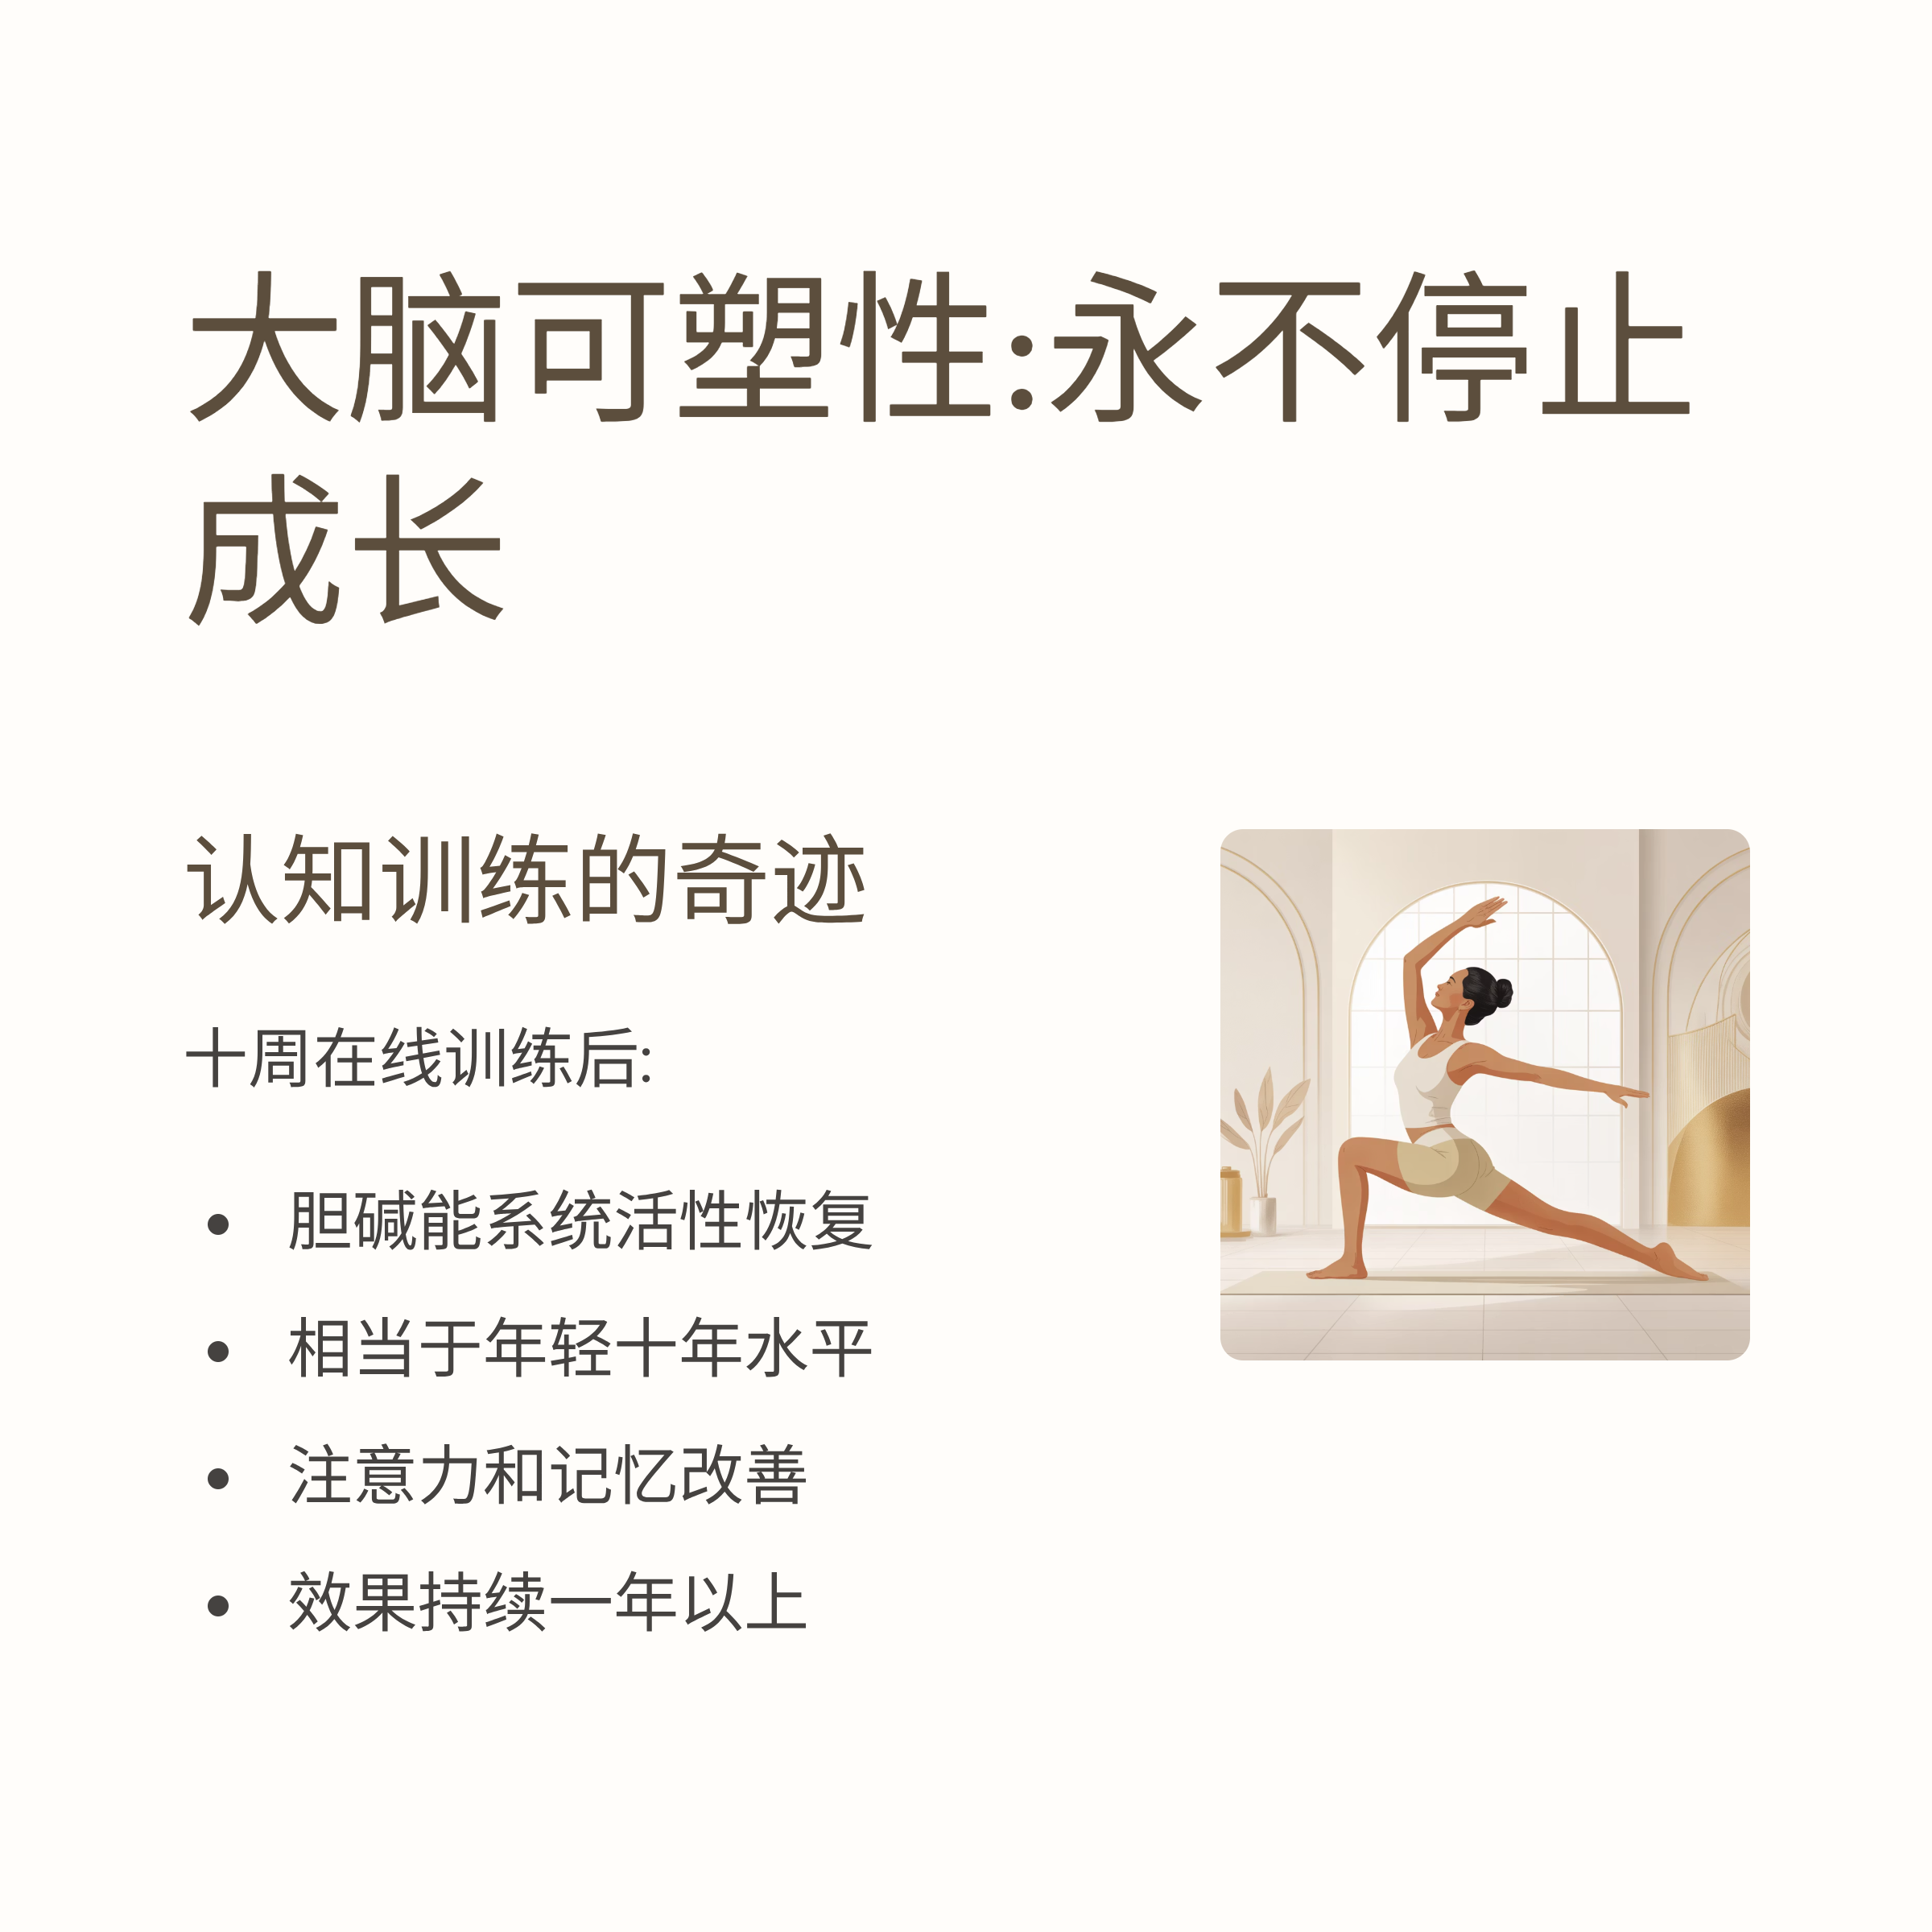 大脑可塑性:永不停止
成长
认知训练的奇迹
十周在线训练后:
• 胆碱能系统活性恢复
• 相当于年轻十年水平
• 注意力和记忆改善
• 效果持续一年以上